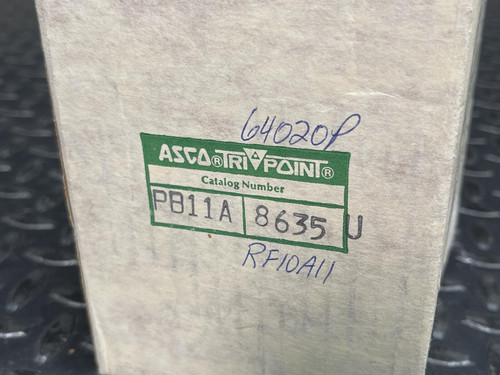 64020P
ASCO® TRI POINT®
Catalog Number
PB11A 8635 U
RF10A11